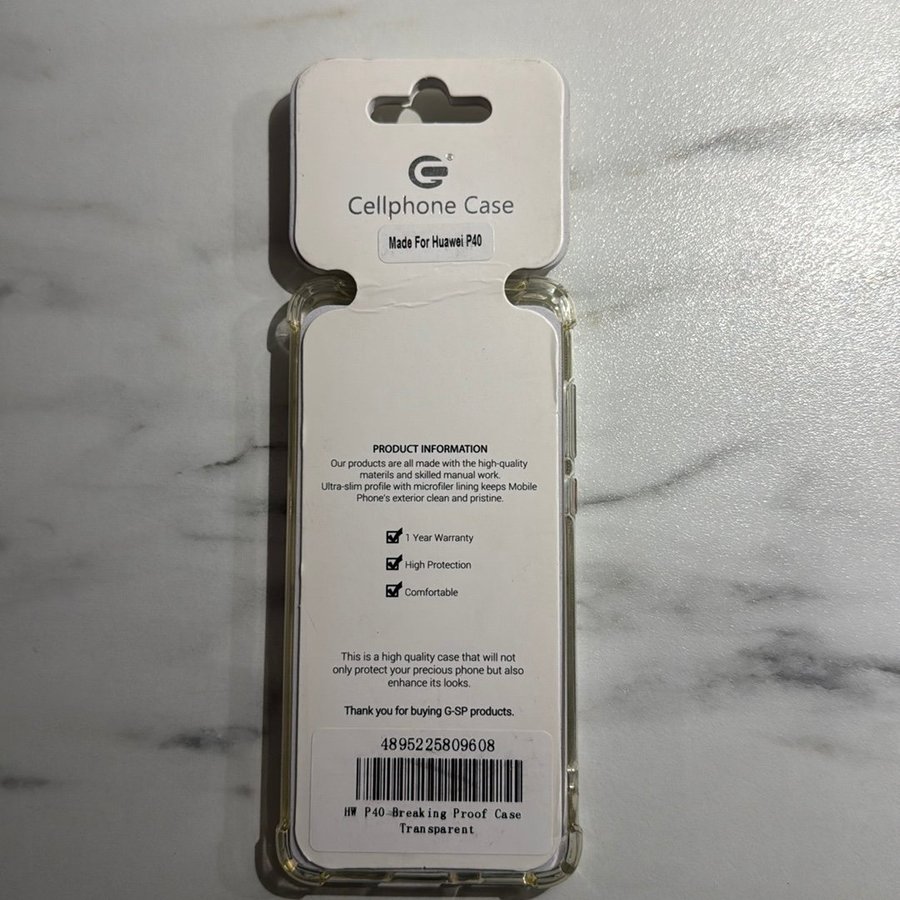 Cellphone Case
Made For Huawei P40
PRODUCT INFORMATION
Our products are all made with the high-quality
materils and skilled manual work.
Ultra-slim profile with microfiler lining keeps Mobile
Phone's exterior clean and pristine.
1 Year Warranty
High Protection
Comfortable
This is a high quality case that will not
only protect your precious phone but also
enhance its looks.
Thank you for buying G-SP products.
4895225809608
HW P40 Breaking Proof Case
Transparent